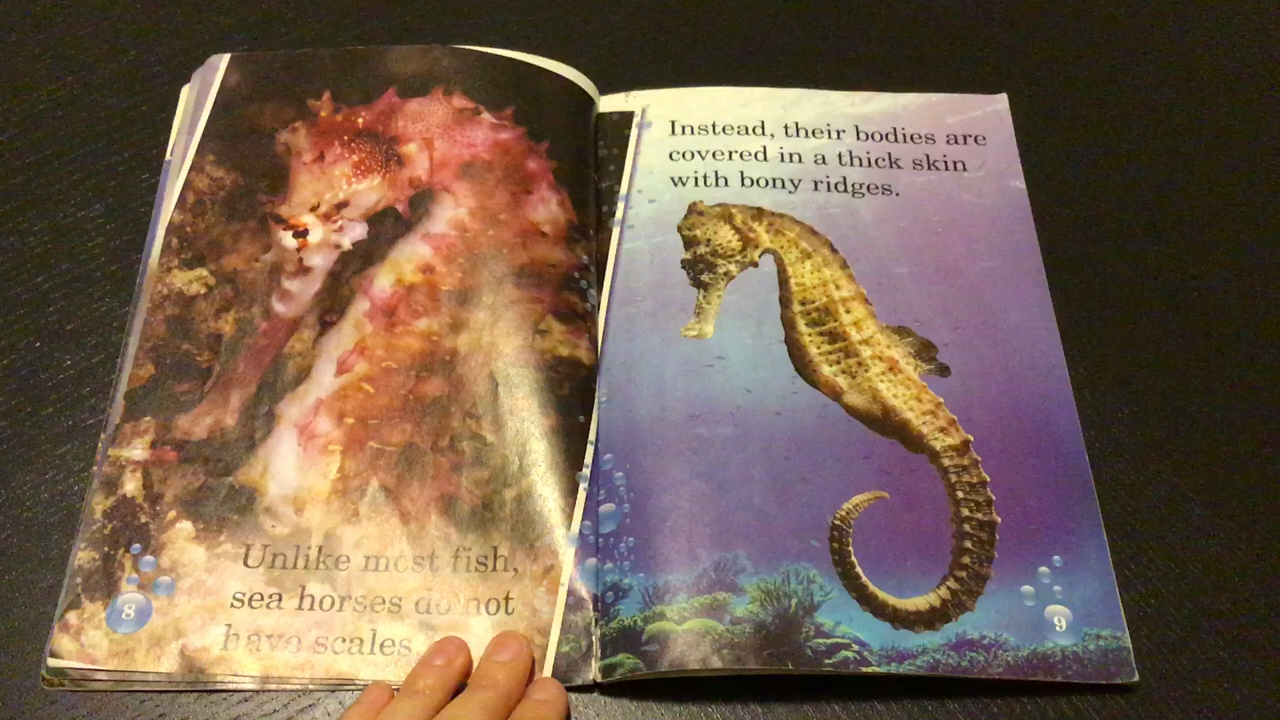 Unlike most fish,
sea horses do not
have scales
8
Instead, their bodies are
covered in a thick skin
with bony ridges.
9